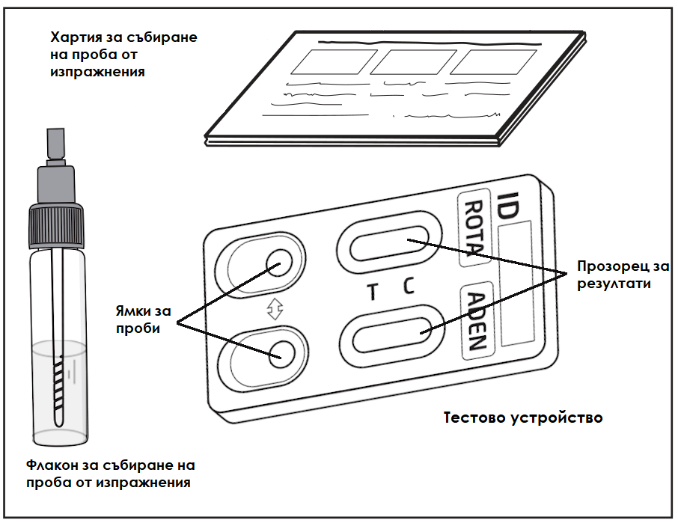 Хартия за събиране
на проба от
изпражнения
ID
ROTA
ADEN
T C
Ямки за
проби
Прозорец за
резултати
Тестово устройство
Флакон за събиране на
проба от изпражнения